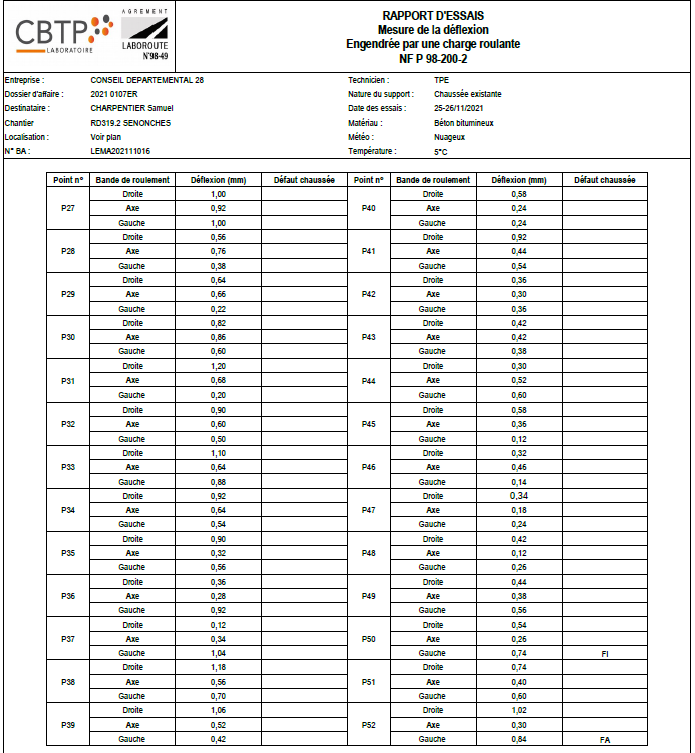 CBTP
LABORATOIRE
AGREMENT
LABOROUTE
N°98-49
RAPPORT D'ESSAIS
Mesure de la déflexion
Engendrée par une charge roulante
NF P 98-200-2
Entreprise : CONSEIL DEPARTEMENTAL 28 Technicien : TPE
Dossier d'affaire : 2021 0107ER Nature du support : Chaussée existante
Destinataire : CHARPENTIER Samuel Date des essais : 25-26/11/2021
Chantier RD319.2 SENONCHES Matériau : Béton bitumineux
Localisation : Voir plan Météo : Nuageux
N° BA : LEMA202111016 Température : 5°C
Point n° Bande de roulement Déflexion (mm) Défaut chaussée Point n° Bande de roulement Déflexion (mm) Défaut chaussée
Droite 1,00 Droite 0,58
P27 Axe 0,92 P40 Axe 0,24
Gauche 1,00 Gauche 0,24
Droite 0,56 Droite 0,92
P28 Axe 0,76 P41 Axe 0,44
Gauche 0,38 Gauche 0,54
Droite 0,64 Droite 0,36
P29 Axe 0,66 P42 Axe 0,30
Gauche 0,22 Gauche 0,36
Droite 0,82 Droite 0,42
P30 Axe 0,86 P43 Axe 0,42
Gauche 0,60 Gauche 0,38
Droite 1,20 Droite 0,30
P31 Axe 0,68 P44 Axe 0,52
Gauche 0,20 Gauche 0,60
Droite 0,90 Droite 0,58
P32 Axe 0,60 P45 Axe 0,36
Gauche 0,50 Gauche 0,12
Droite 1,10 Droite 0,32
P33 Axe 0,64 P46 Axe 0,46
Gauche 0,88 Gauche 0,14
Droite 0,92 Droite 0,34
P34 Axe 0,64 P47 Axe 0,18
Gauche 0,54 Gauche 0,24
Droite 0,90 Droite 0,42
P35 Axe 0,32 P48 Axe 0,12
Gauche 0,56 Gauche 0,26
Droite 0,36 Droite 0,44
P36 Axe 0,28 P49 Axe 0,38
Gauche 0,92 Gauche 0,56
Droite 0,12 Droite 0,54
P37 Axe 0,34 P50 Axe 0,26
Gauche 1,04 Gauche 0,74 FI
Droite 1,18 Droite 0,74
P38 Axe 0,56 P51 Axe 0,40
Gauche 0,70 Gauche 0,60
Droite 1,06 Droite 1,02
P39 Axe 0,52 P52 Axe 0,30
Gauche 0,42 Gauche 0,84 FA